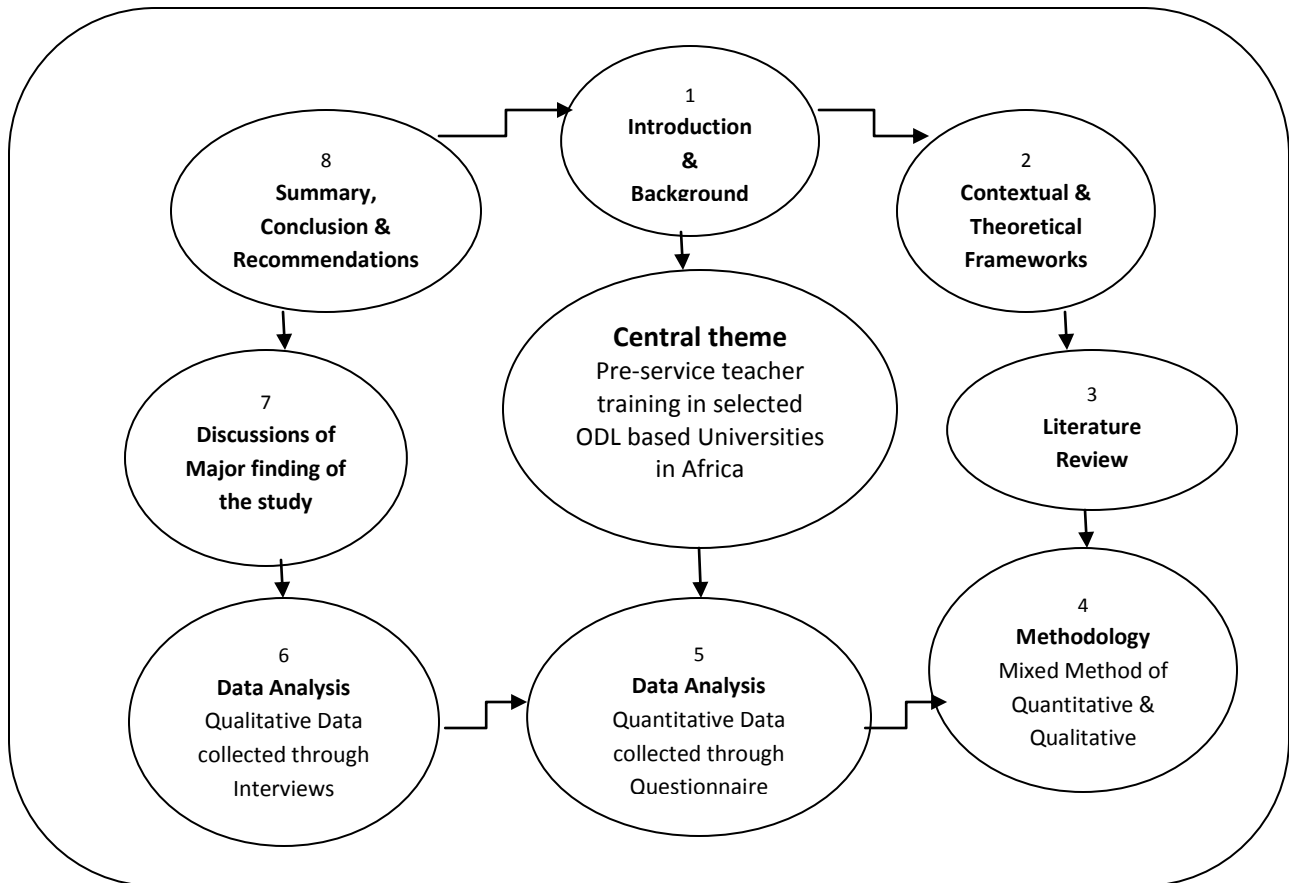 1
Introduction
&
Background
2
Contextual &
Theoretical
Frameworks
3
Literature
Review
4
Methodology
Mixed Method of
Quantitative &
Qualitative
5
Data Analysis
Quantitative Data
collected through
Questionnaire
6
Data Analysis
Qualitative Data
collected through
Interviews
7
Discussions of
Major finding of
the study
8
Summary,
Conclusion &
Recommendations
Central theme
Pre-service teacher
training in selected
ODL based Universities
in Africa